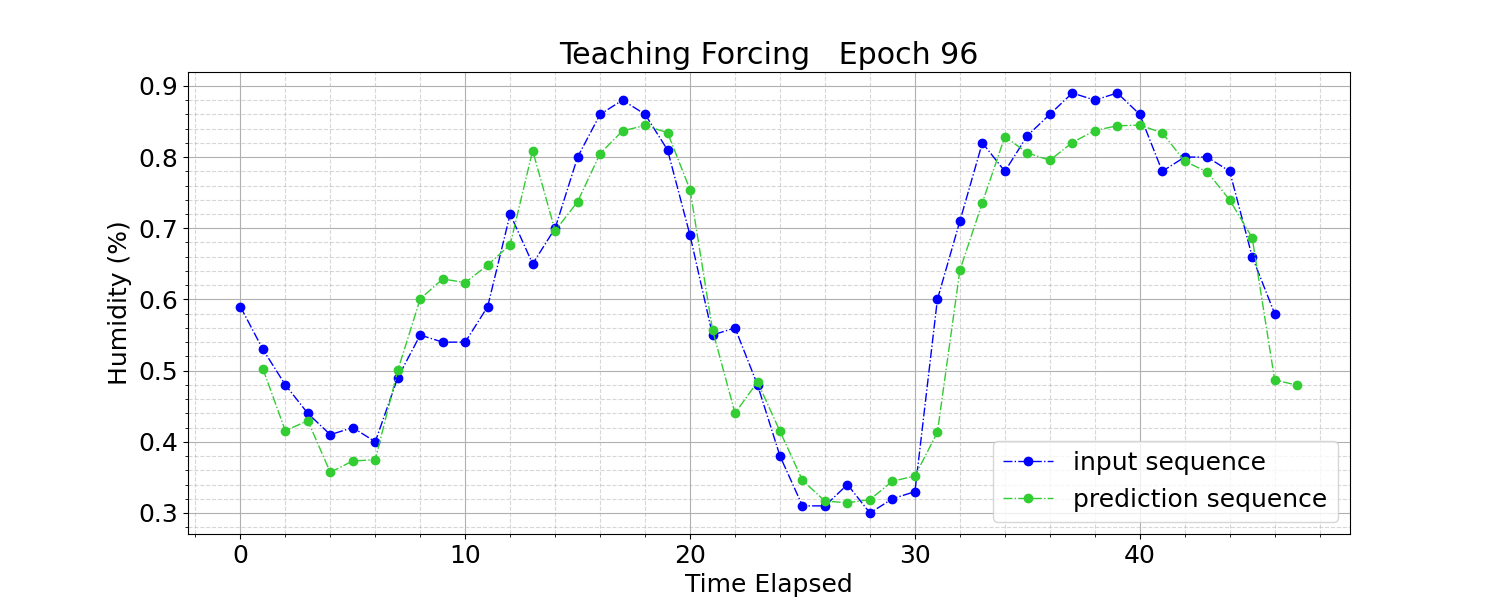 Teaching Forcing   Epoch 96
0.9
0.8
0.7
0.6
0.5
0.4
0.3
Humidity (%)
input sequence
prediction sequence
0 10 20 30 40
Time Elapsed